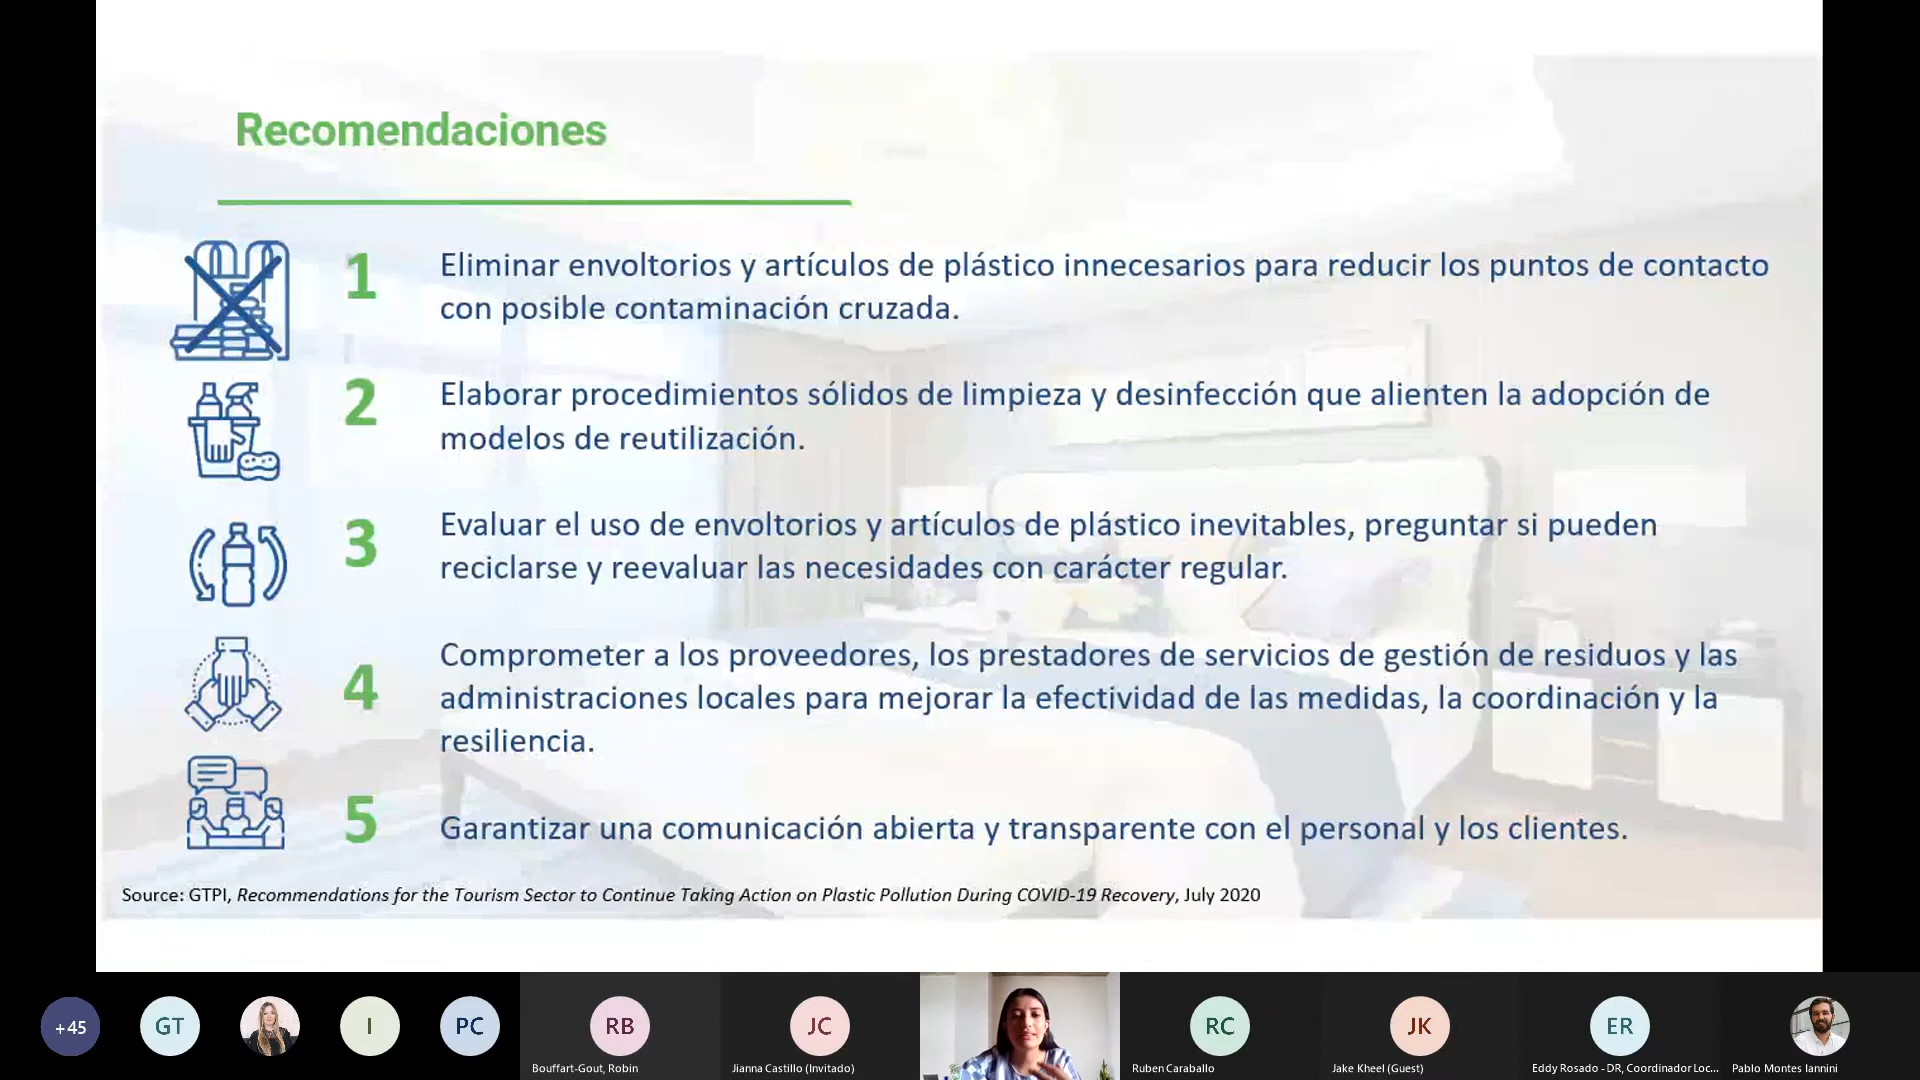 Recomendaciones
1
Eliminar envoltorios y artículos de plástico innecesarios para reducir los puntos de contacto
con posible contaminación cruzada.
2
Elaborar procedimientos sólidos de limpieza y desinfección que alienten la adopción de
modelos de reutilización.
3
Evaluar el uso de envoltorios y artículos de plástico inevitables, preguntar si pueden
reciclarse y reevaluar las necesidades con carácter regular.
4
Comprometer a los proveedores, los prestadores de servicios de gestión de residuos y las
administraciones locales para mejorar la efectividad de las medidas, la coordinación y la
resiliencia.
5
Garantizar una comunicación abierta y transparente con el personal y los clientes.
Source: GTPI, Recommendations for the Tourism Sector to Continue Taking Action on Plastic Pollution During COVID-19 Recovery, July 2020
+45
GT
I
PC
RB
JC
RC
JK
ER
Bouffart-Gout, Robin
Jianna Castillo (Invitado)
Ruben Caraballo
Jake Kheel (Guest)
Eddy Rosado - DR, Coordinador Loc...
Pablo Montes Iannini